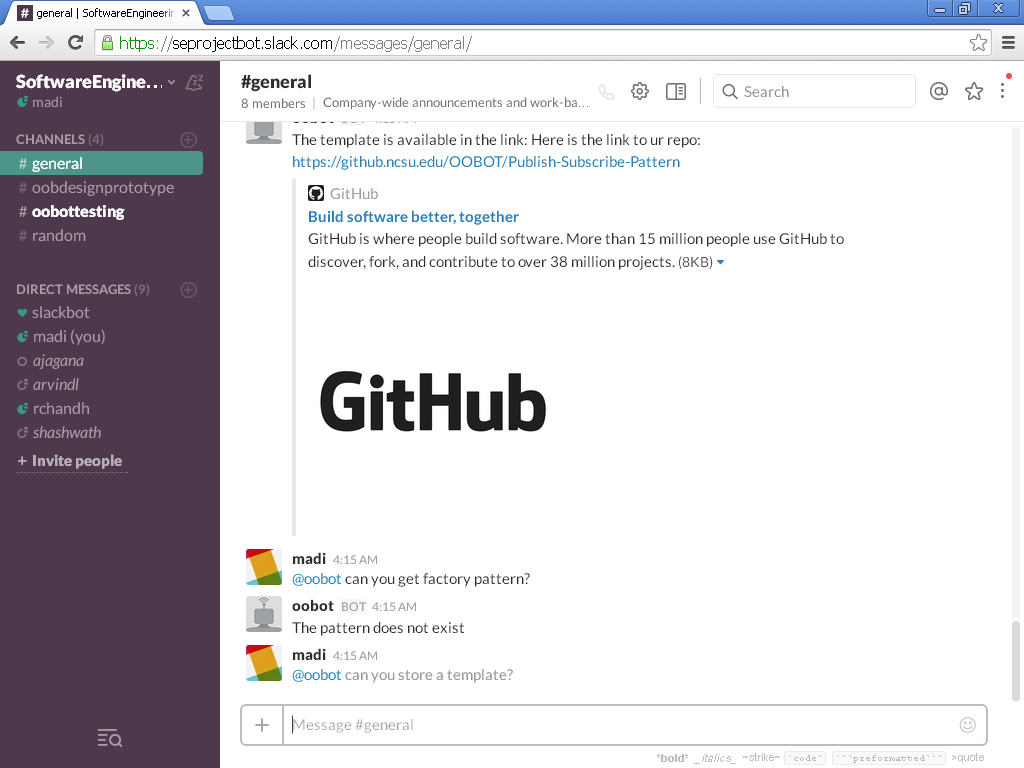 # general | SoftwareEngineerin
https://seprojectbot.slack.com/messages/general/
SoftwareEngine...
madi
CHANNELS (4)
# general
# oobdesignprototype
# oobottesting
# random
DIRECT MESSAGES (9)
slackbot
madi (you)
ajagana
arvindl
rchandh
shashwath
+ Invite people
#general
8 members | Company-wide announcements and work-ba...
Search
The template is available in the link: Here is the link to ur repo:
https://github.ncsu.edu/OOBOT/Publish-Subscribe-Pattern
GitHub
Build software better, together
GitHub is where people build software. More than 15 million people use GitHub to
discover, fork, and contribute to over 38 million projects. (8KB)
GitHub
madi 4:15 AM
@oobot can you get factory pattern?
oobot BOT 4:15 AM
The pattern does not exist
madi 4:15 AM
@oobot can you store a template?
Message #general
*bold* _italics_ ~strike~ `code` ```preformatted``` >quote